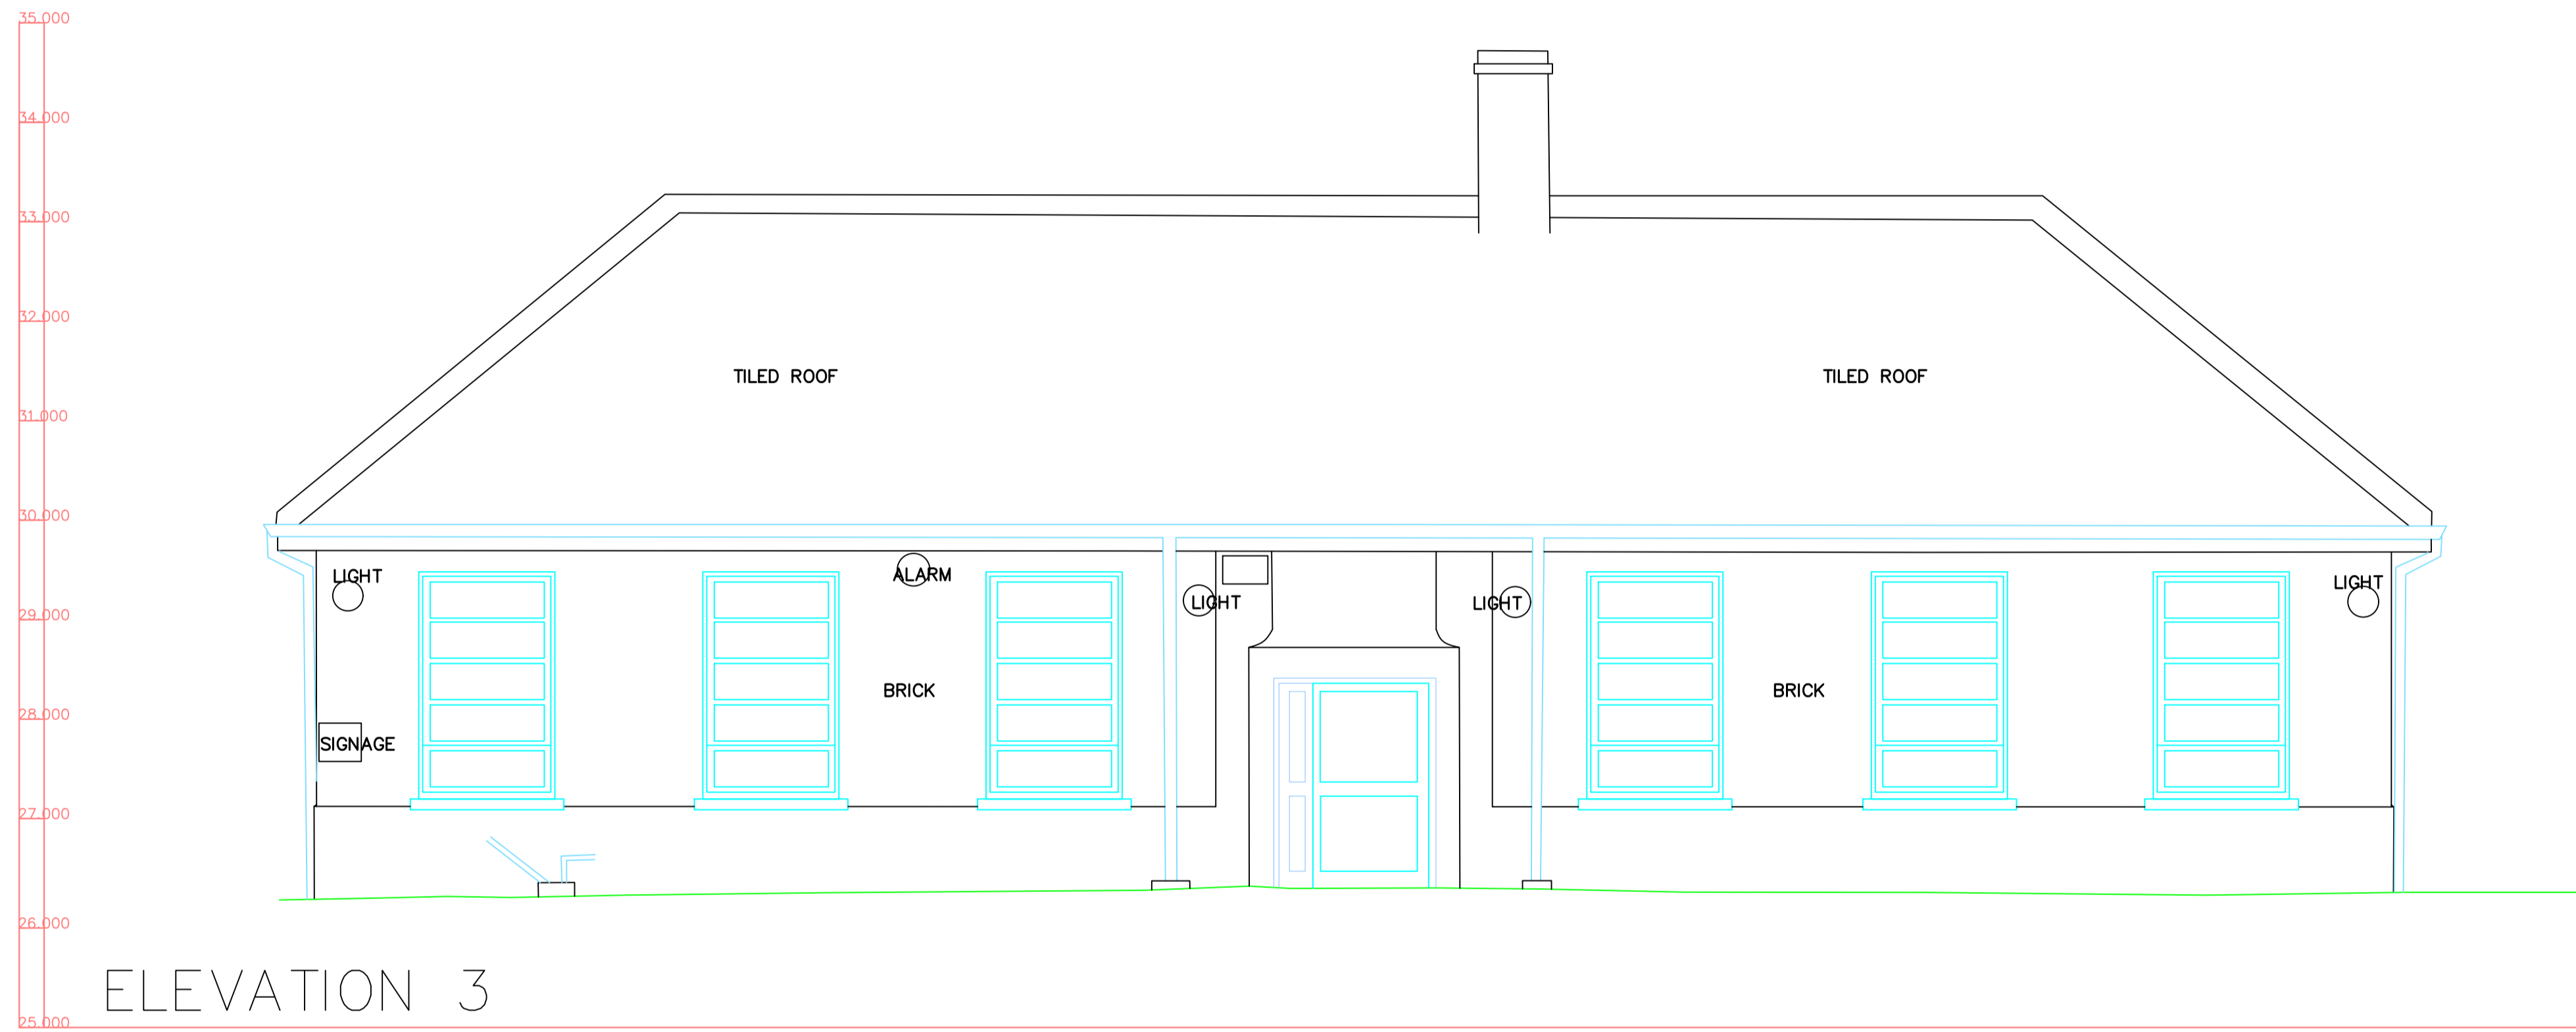 35.000
34.000
33.000
32.000
TILED ROOF TILED ROOF
31.000
30.000
LIGHT ALARM LIGHT
LIGHT LIGHT
29.000
BRICK BRICK
28.000
SIGNAGE
27.000
26.000
ELEVATION 3
25.000